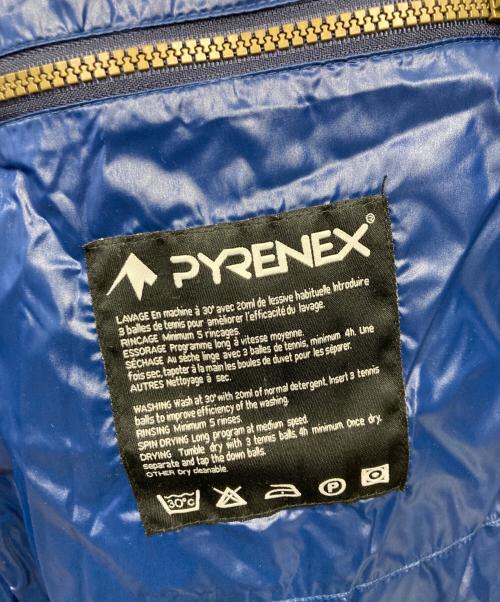 PYRENEX®
LAVAGE En machine à 30° avec 20ml de lessive habituelle Introduire
3 balles de tennis pour améliorer l'efficacité du lavage.
RINCAGE Minimum 5 rincages.
ESSORAGE Programme long à vitesse moyenne.
SÉCHAGE Au sèche linge avec 3 balles de tennis, minimum 4h. Une
fois sec, tapoter à la main les boules de duvet pour les séparer.
AUTRES Nettoyage à sec.
WASHING Wash at 30° with 20ml of normal detergent. Insert 3 tennis
balls to improve efficiency of the washing.
RINSING Minimum 5 rinses
SPIN DRYING Long program at medium speed
DRYING Tumble dry with 3 tennis balls, 4h minimum. Once dry,
separate and tap the down balls.
OTHER Dry cleanable.
30°C P